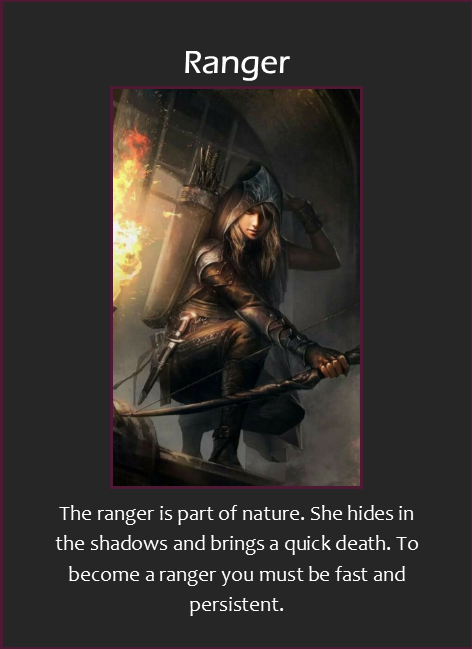 Ranger
The ranger is part of nature. She hides in
the shadows and brings a quick death. To
become a ranger you must be fast and
persistent.